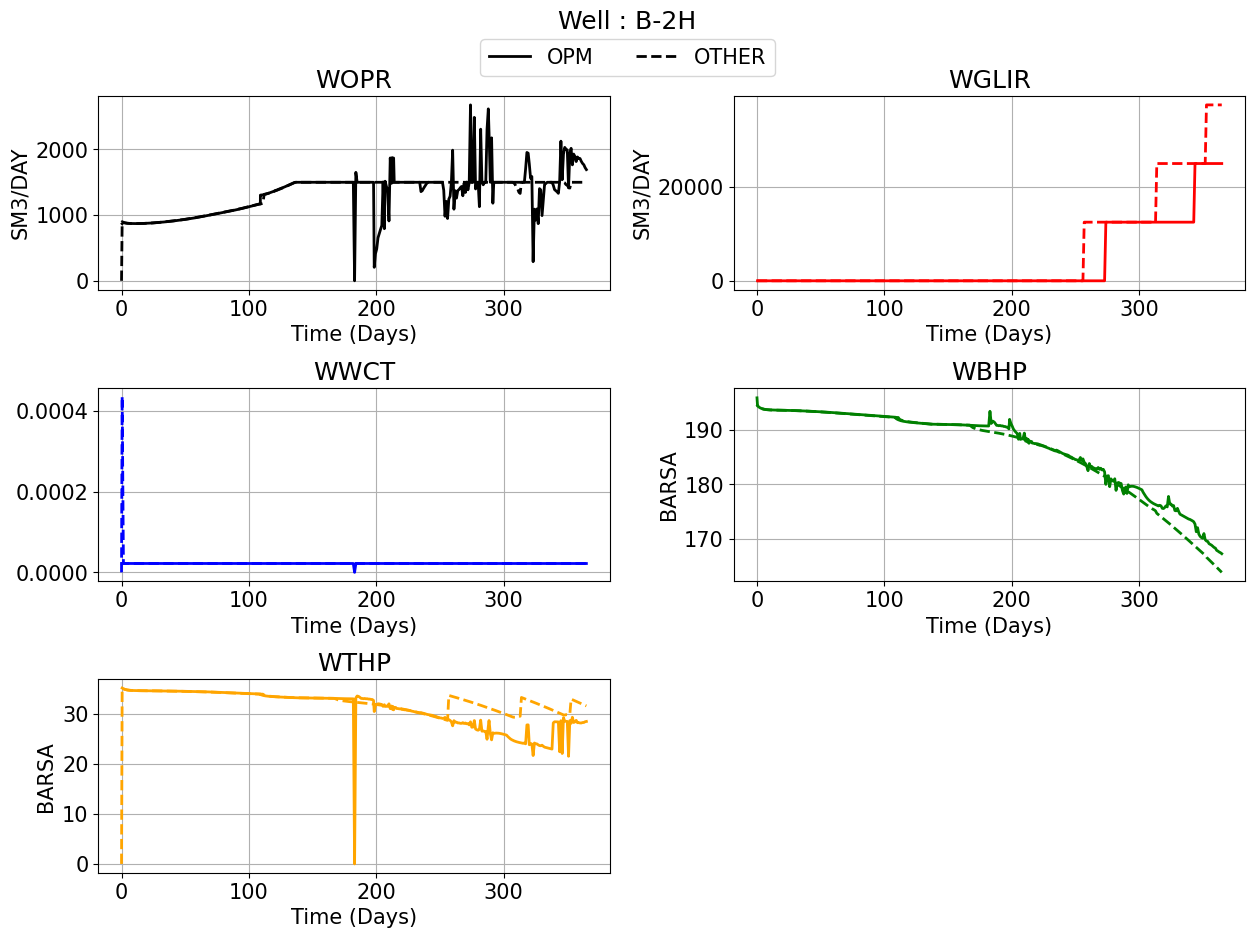 Well : B-2H
OPM OTHER
WOPR
SM3/DAY
2000
1000
0
0 100 200 300
Time (Days)
WGLIR
SM3/DAY
20000
0
0 100 200 300
Time (Days)
WWCT
0.0004
0.0002
0.0000
0 100 200 300
Time (Days)
WBHP
BARSA
190
180
170
0 100 200 300
Time (Days)
WTHP
BARSA
30
20
10
0
0 100 200 300
Time (Days)